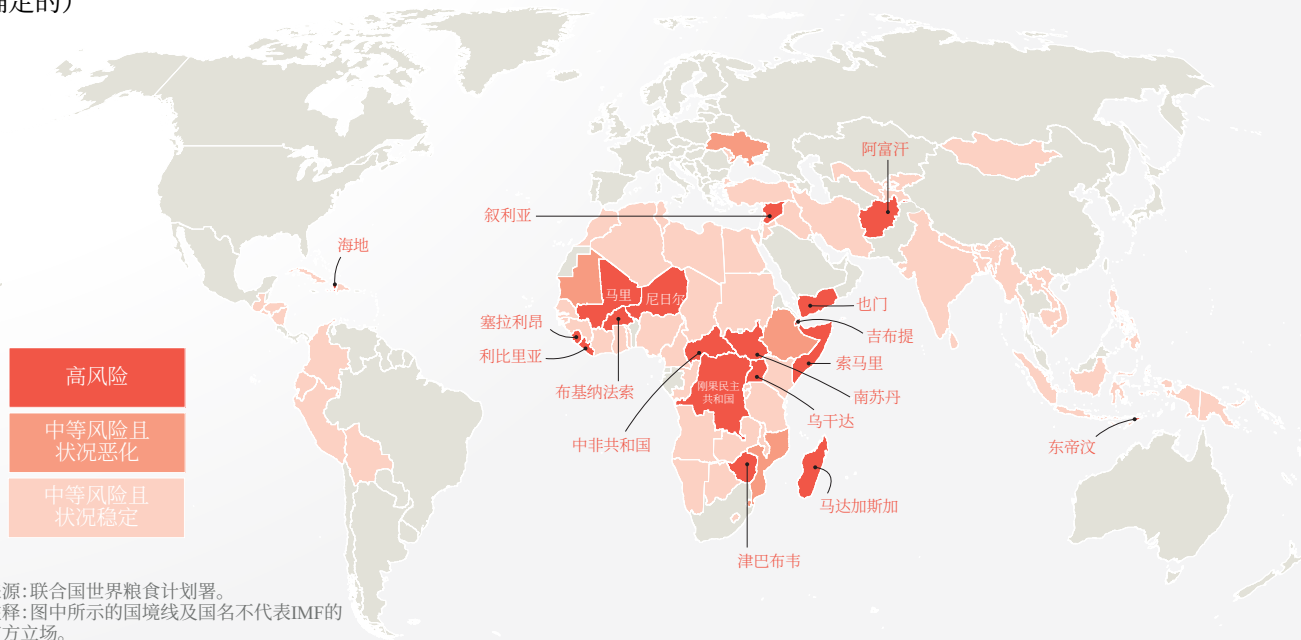 确定的）
阿富汗
叙利亚
海地
马里
尼日尔
也门
塞拉利昂
吉布提
利比里亚
索马里
高风险
布基纳法索
刚果民主
共和国
南苏丹
乌干达
中等风险且
状况恶化
中非共和国
东帝汶
中等风险且
状况稳定
马达加斯加
津巴布韦
源：联合国世界粮食计划署。
释：图中所示的国境线及国名不代表IMF的
方立场。